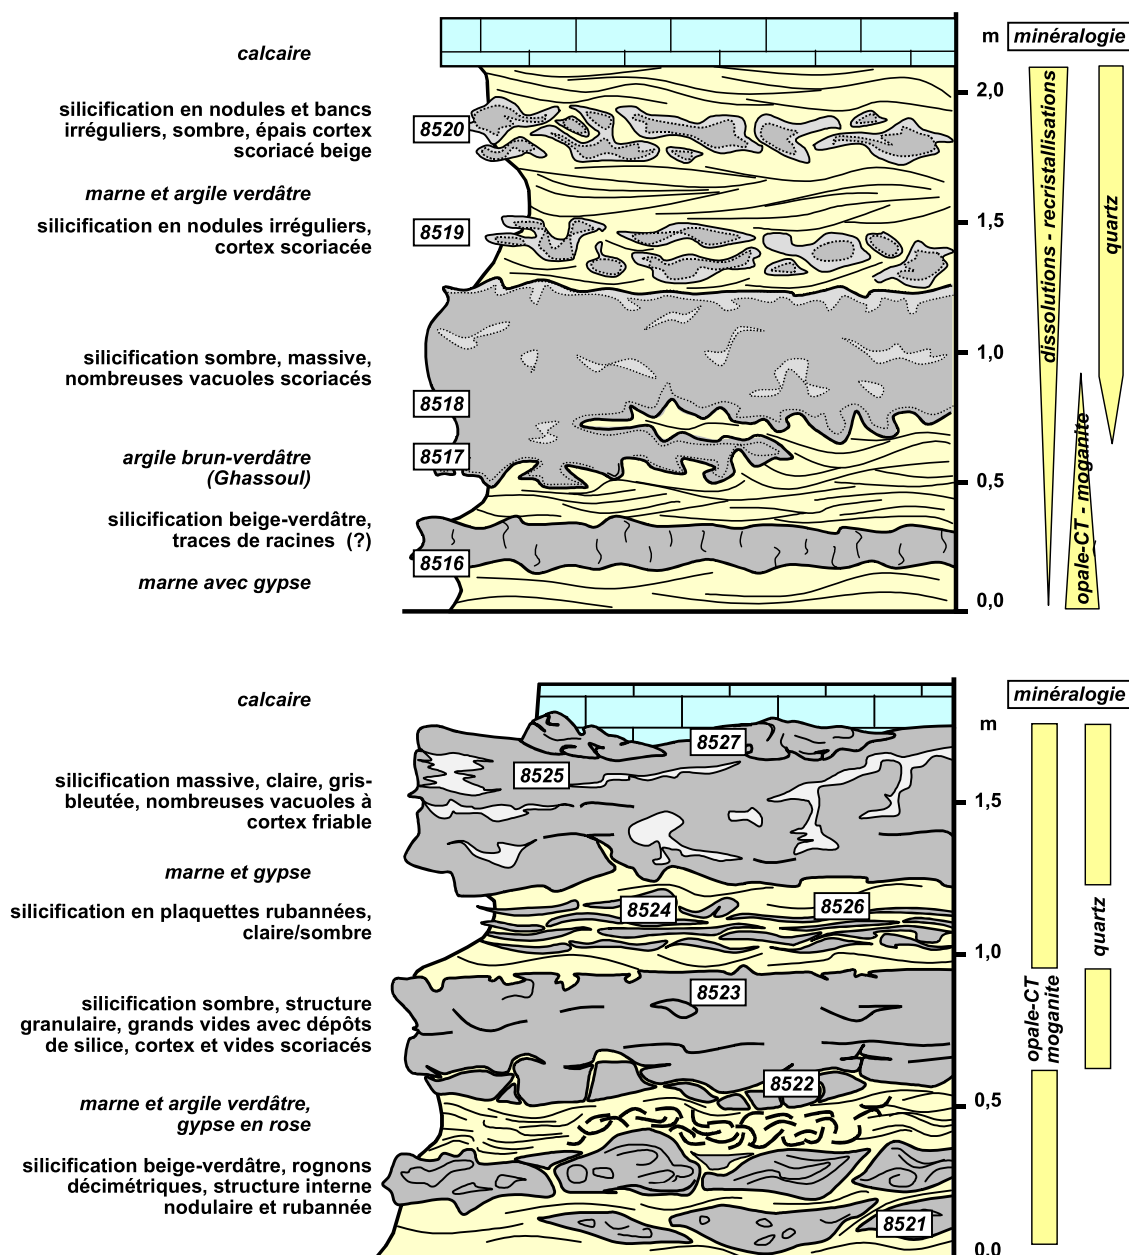 calcaire
silicification en nodules et bancs
irréguliers, sombre, épais cortex
scoriacé beige
marne et argile verdâtre
silicification en nodules irréguliers,
cortex scoriacée
silicification sombre, massive,
nombreuses vacuoles scoriacés
argile brun-verdâtre
(Ghassoul)
silicification beige-verdâtre,
traces de racines (?)
marne avec gypse
8520
8519
8518
8517
8516
m
2,0
1,5
1,0
0,5
0,0
minéralogie
dissolutions - recristallisations
opale-CT - moganite
quartz
calcaire
silicification massive, claire, gris-
bleutée, nombreuses vacuoles à
cortex friable
marne et gypse
silicification en plaquettes rubannées,
claire/sombre
silicification sombre, structure
granulaire, grands vides avec dépôts
de silice, cortex et vides scoriacés
marne et argile verdâtre,
gypse en rose
silicification beige-verdâtre, rognons
décimétriques, structure interne
nodulaire et rubannée
8527
8525
8524
8526
8523
8522
8521
m
1,5
1,0
0,5
0,0
minéralogie
opale-CT
moganite
quartz